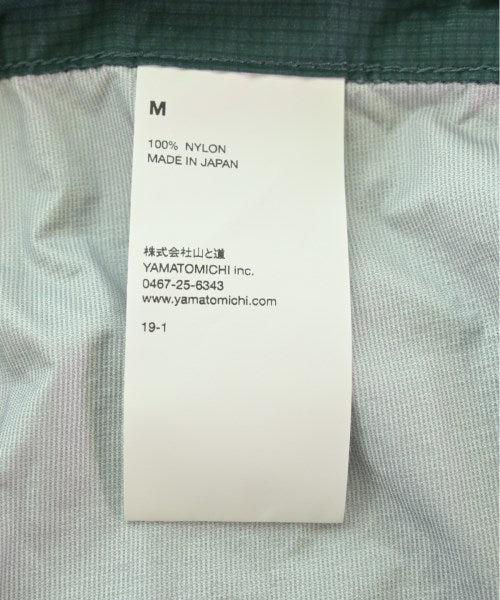 M
100% NYLON
MADE IN JAPAN
株式会社山と道
YAMATOMICHI inc.
0467-25-6343
www.yamatomichi.com
19-1